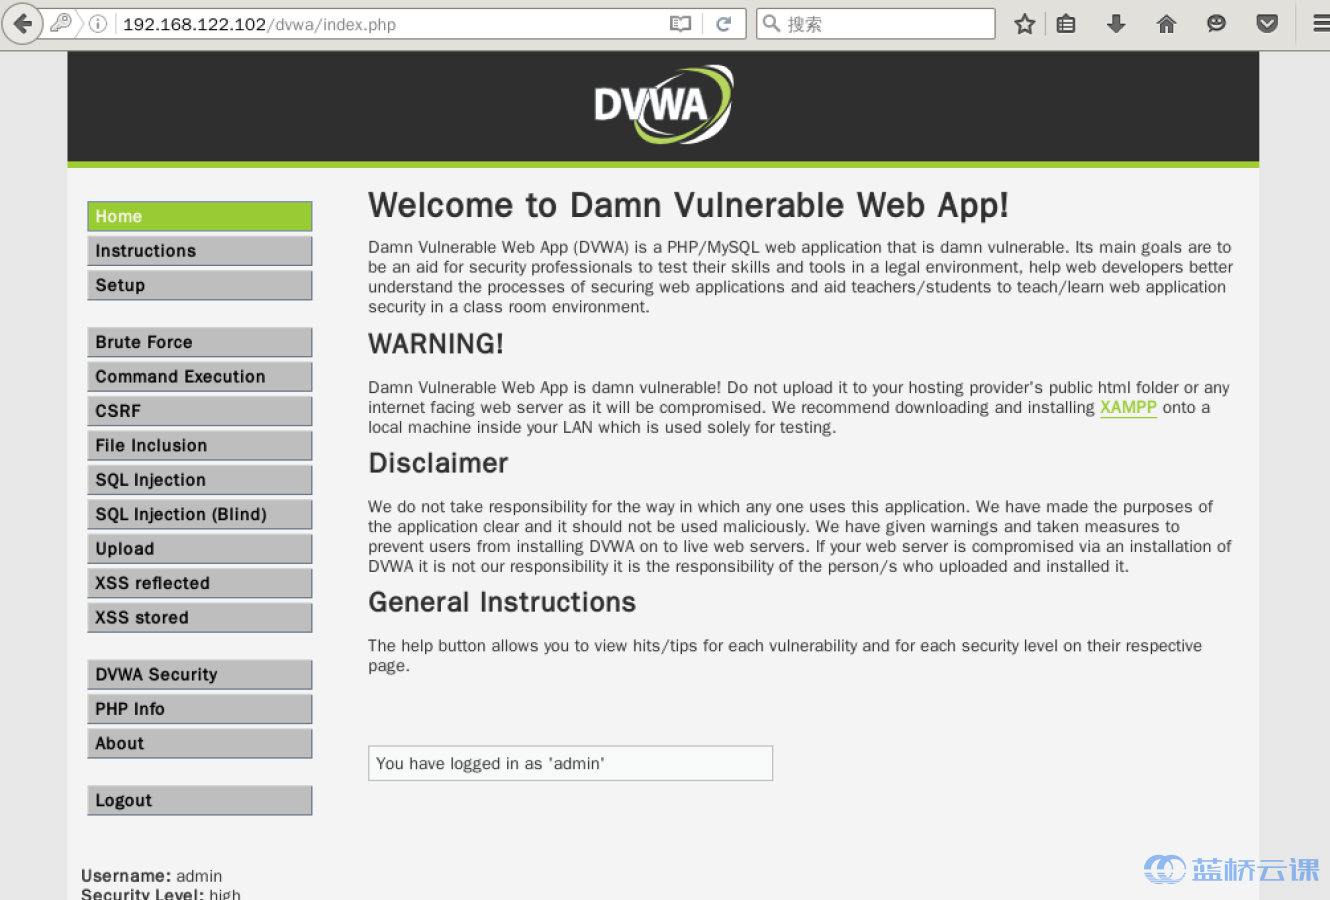 192.168.122.102/dvwa/index.php
搜索
DVWA
Home
Instructions
Setup
Brute Force
Command Execution
CSRF
File Inclusion
SQL Injection
SQL Injection (Blind)
Upload
XSS reflected
XSS stored
DVWA Security
PHP Info
About
Logout
Username: admin
Security Level: high
Welcome to Damn Vulnerable Web App!
Damn Vulnerable Web App (DVWA) is a PHP/MySQL web application that is damn vulnerable. Its main goals are to
be an aid for security professionals to test their skills and tools in a legal environment, help web developers better
understand the processes of securing web applications and aid teachers/students to teach/learn web application
security in a class room environment.
WARNING!
Damn Vulnerable Web App is damn vulnerable! Do not upload it to your hosting provider's public html folder or any
internet facing web server as it will be compromised. We recommend downloading and installing XAMPP onto a
local machine inside your LAN which is used solely for testing.
Disclaimer
We do not take responsibility for the way in which any one uses this application. We have made the purposes of
the application clear and it should not be used maliciously. We have given warnings and taken measures to
prevent users from installing DVWA on to live web servers. If your web server is compromised via an installation of
DVWA it is not our responsibility it is the responsibility of the person/s who uploaded and installed it.
General Instructions
The help button allows you to view hits/tips for each vulnerability and for each security level on their respective
page.
You have logged in as 'admin'
蓝桥云课